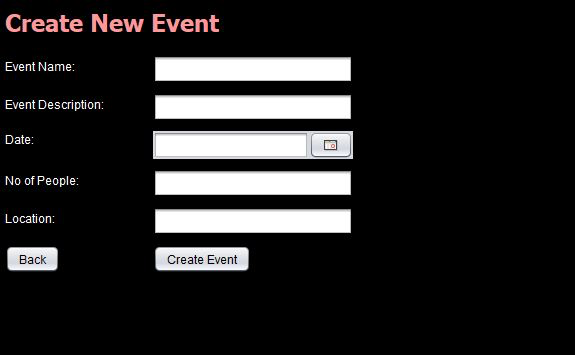 Create New Event
Event Name:
Event Description:
Date:
No of People:
Location:
Back
Create Event